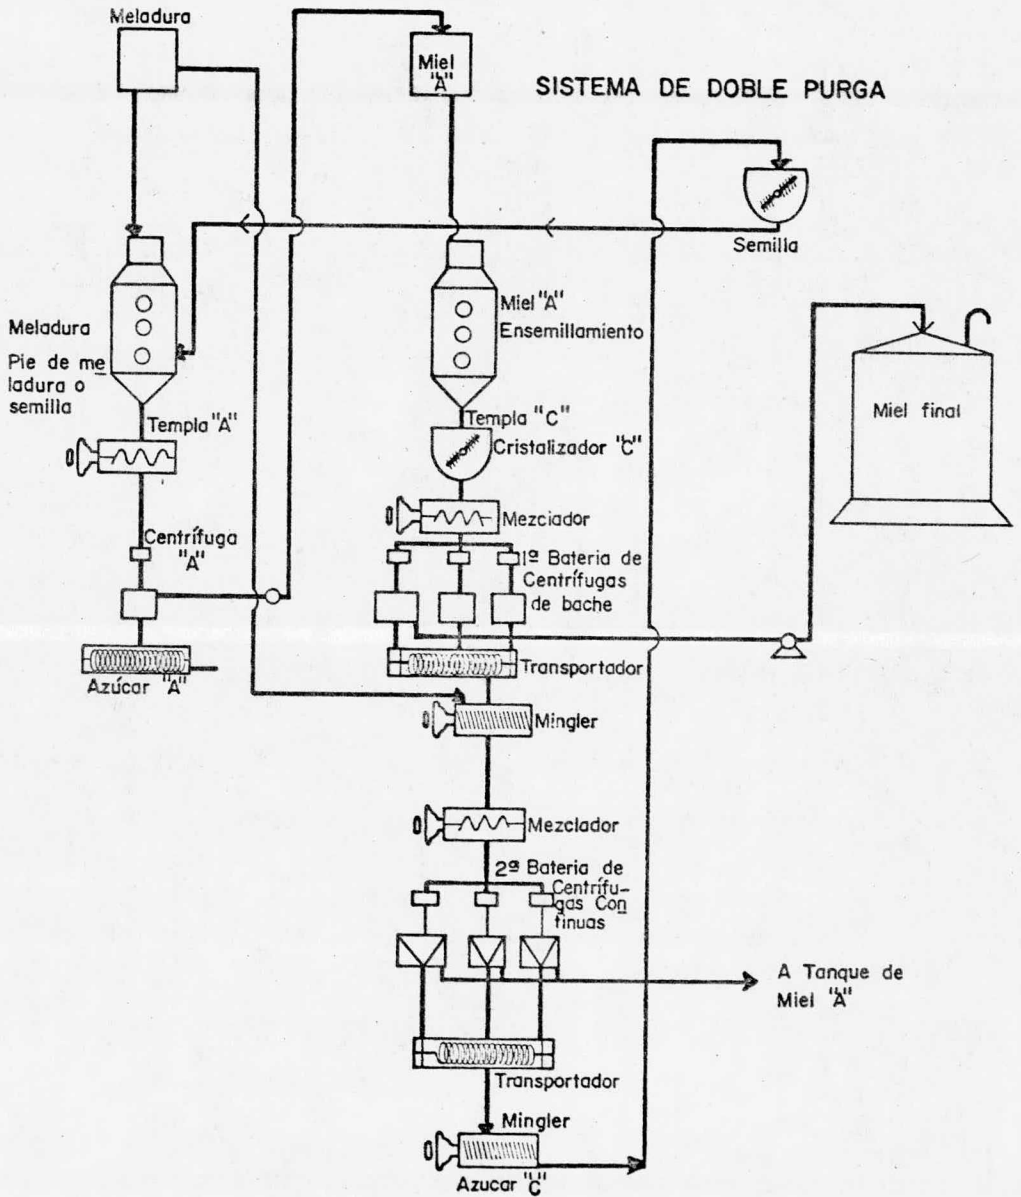 Meladura
Miel
"A"
SISTEMA DE DOBLE PURGA
Semilla
Meladura
Pie de me
ladura o
semilla
Miel "A"
Ensemillamiento
Miel final
Templa "A"
Templa "C"
Cristalizador "C"
Mezclador
Centrífuga
"A"
1ª Bateria de
Centrífugas
de bache
Azúcar "A"
Transportador
Mingler
Mezclador
2ª Bateria de
Centrífu-
gas Con
tinuas
A Tanque de
Miel "A"
Transportador
Mingler
Azucar "C"